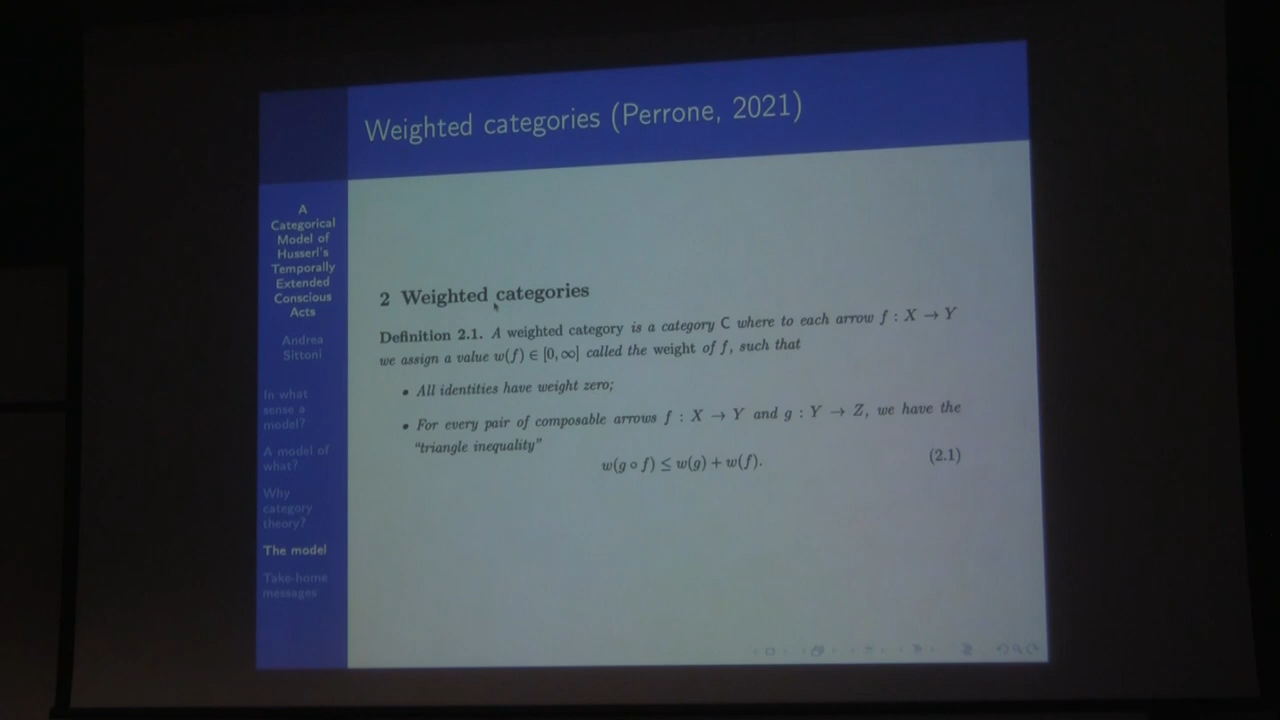 Weighted categories (Perrone, 2021)
A
Categorical
Model of
Husserl's
Temporally
Extended
Conscious
Acts
Andrea
Sittoni
In what
sense a
model?
A model of
what?
Why
category
theory?
The model
Take-home
messages
2 Weighted categories
Definition 2.1. A weighted category is a category C where to each arrow f : X → Y
we assign a value w(f) ∈ [0, ∞] called the weight of f, such that
• All identities have weight zero;
• For every pair of composable arrows f : X → Y and g : Y → Z, we have the
"triangle inequality"
w(g ∘ f) ≤ w(g) + w(f). (2.1)